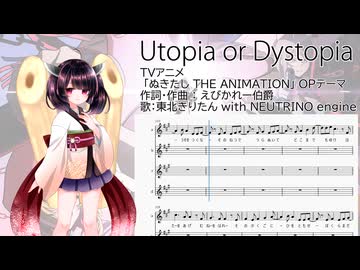 Utopia or Dystopia
TVアニメ
「ぬきたし THE ANIMATION」OPテーマ
作詞・作曲：えびかれー伯爵
歌：東北きりたん with NEUTRINO engine